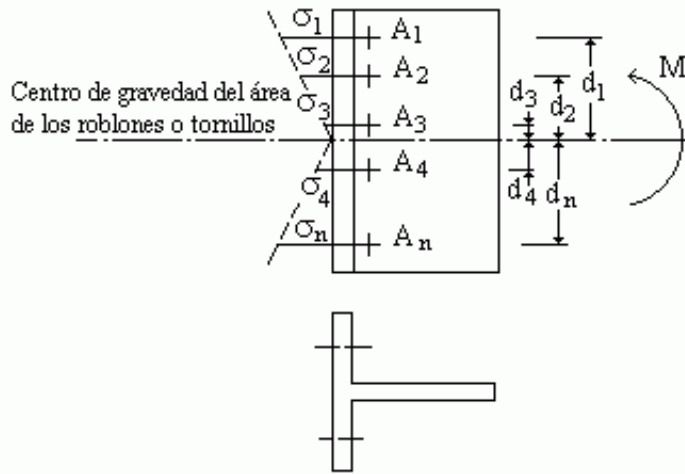 σ1 A1
σ2 A2
Centro de gravedad del área
de los roblones o tornillos
σ3 A3
σ4 A4
σn An
d3 d2 d1 M
d4 dn